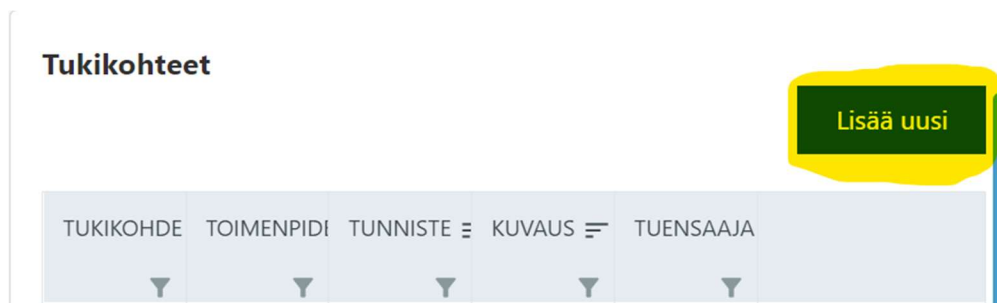 Tukikohteet
Lisää uusi
TUKIKOHDE TOIMENPIDE TUNNISTE KUVAUS TUENSAAJA